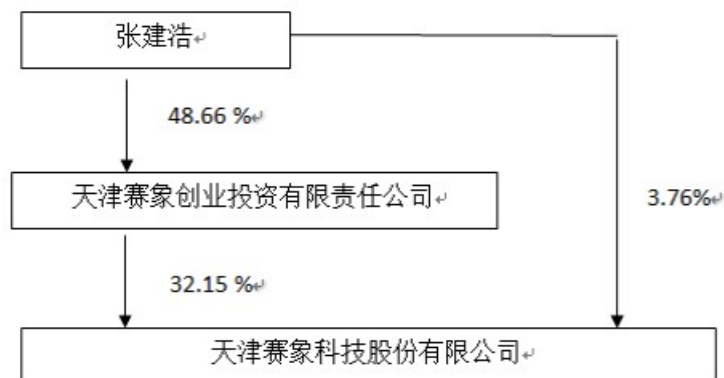 张建浩
48.66 %
天津赛象创业投资有限责任公司
3.76%
32.15 %
天津赛象科技股份有限公司